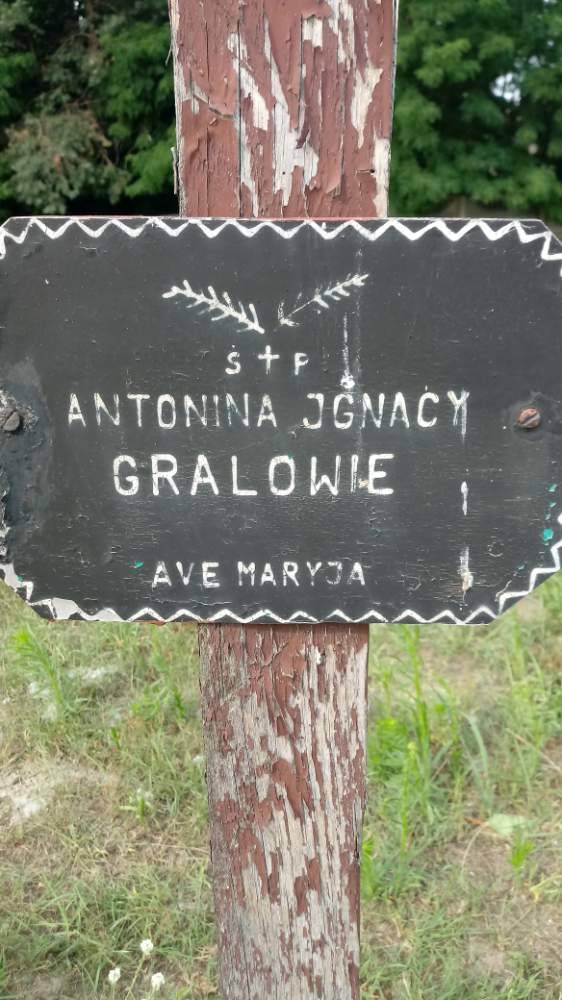 Ś + P
ANTONINA JGNACY
GRALOWIE
AVE MARYJA